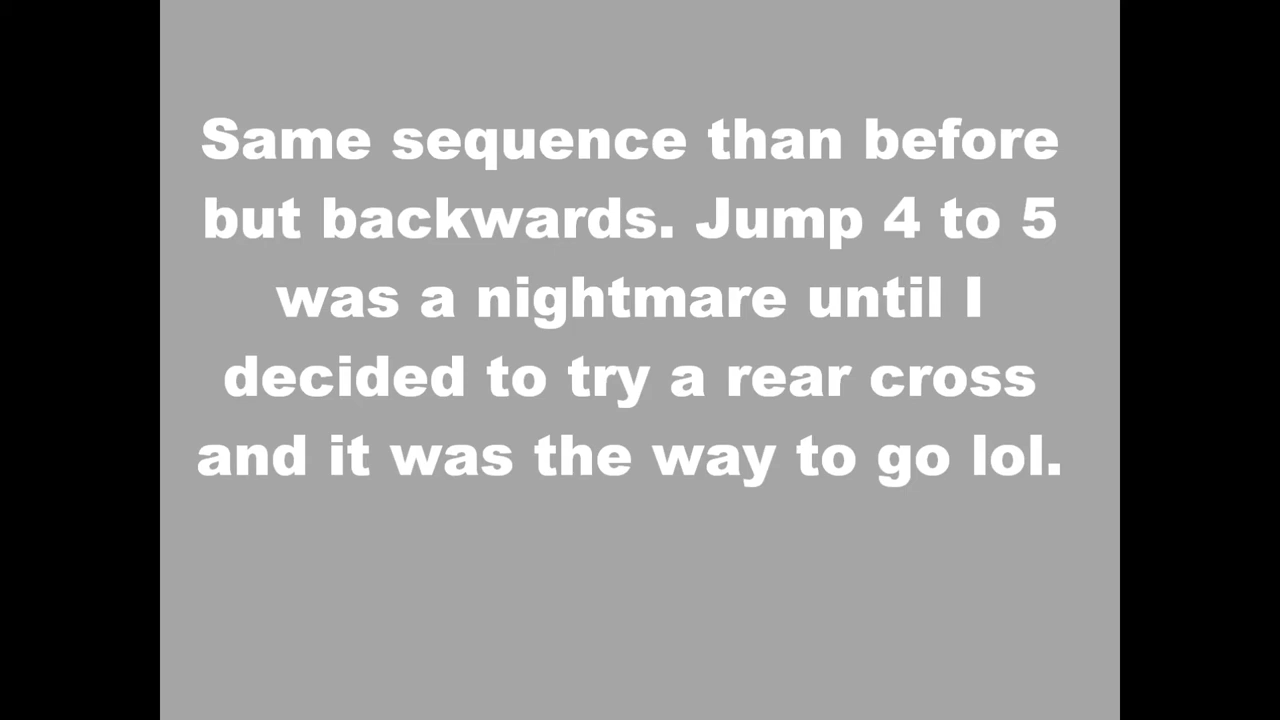 Same sequence than before
but backwards. Jump 4 to 5
was a nightmare until I
decided to try a rear cross
and it was the way to go lol.